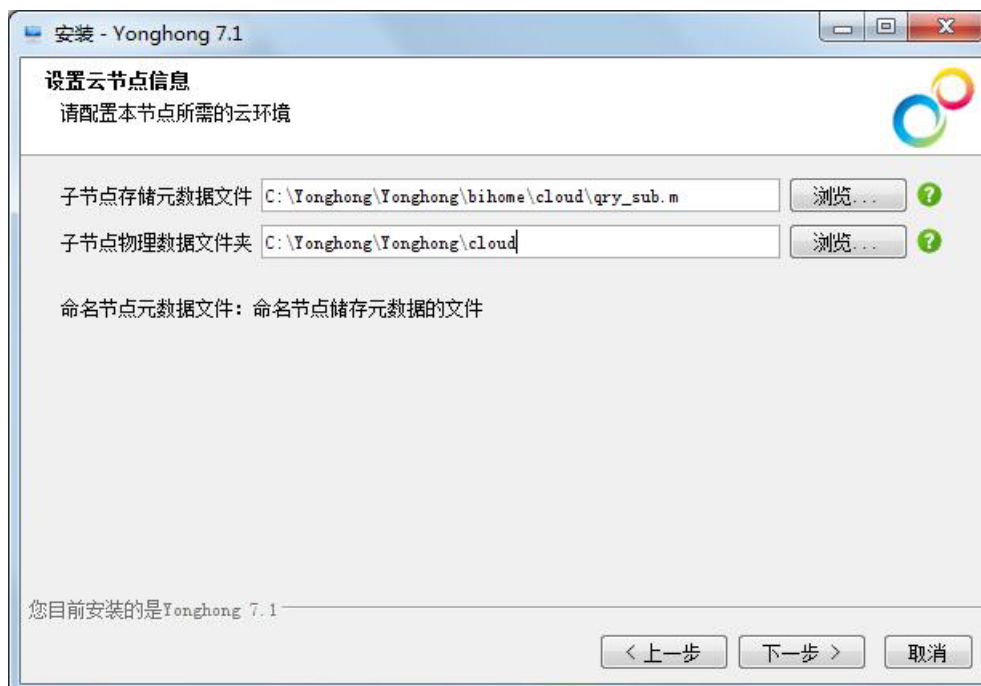 安装 - Yonghong 7.1
设置云节点信息
请配置本节点所需的云环境
子节点存储元数据文件 C:\Yonghong\Yonghong\bihome\cloud\qry_sub.m 浏览... ?
子节点物理数据文件夹 C:\Yonghong\Yonghong\cloud 浏览... ?
命名节点元数据文件：命名节点储存元数据的文件
您目前安装的是Yonghong 7.1
< 上一步 下一步 > 取消